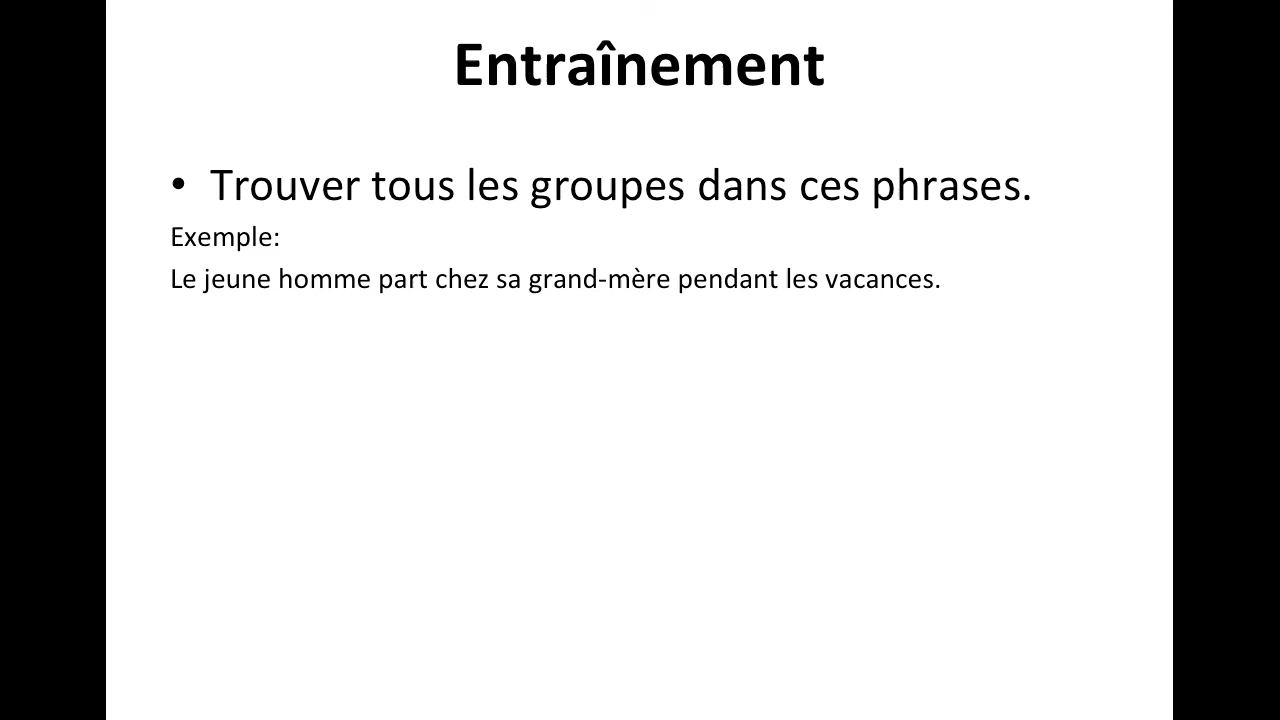 Entraînement
• Trouver tous les groupes dans ces phrases.
Exemple:
Le jeune homme part chez sa grand-mère pendant les vacances.